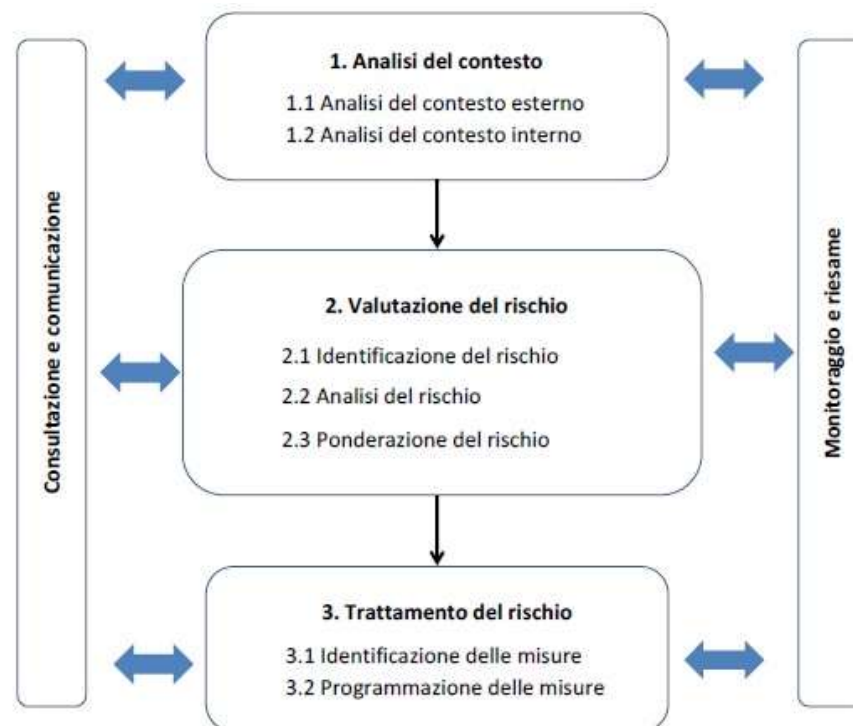 1. Analisi del contesto
1.1 Analisi del contesto esterno
1.2 Analisi del contesto interno
Consultazione e comunicazione
2. Valutazione del rischio
2.1 Identificazione del rischio
2.2 Analisi del rischio
2.3 Ponderazione del rischio
Monitoraggio e riesame
3. Trattamento del rischio
3.1 Identificazione delle misure
3.2 Programmazione delle misure